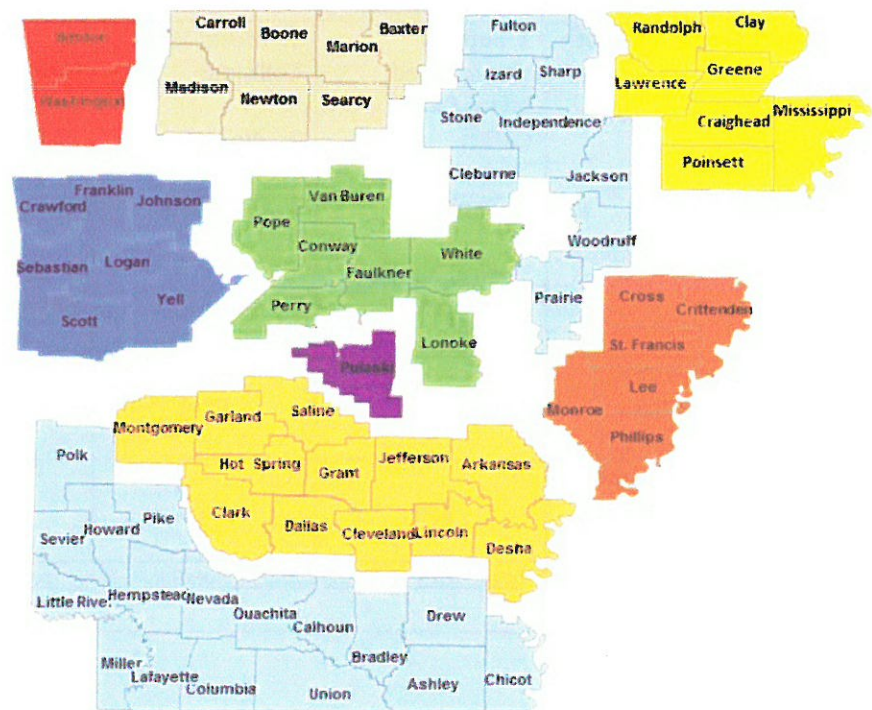 Benton
Washington
Carroll
Boone
Marion
Baxter
Madison
Newton
Searcy
Fulton
Izard
Sharp
Stone
Independence
Cleburne
Jackson
Woodruff
Prairie
Randolph
Clay
Lawrence
Greene
Craighead
Mississippi
Poinsett
Crawford
Franklin
Johnson
Sebastian
Logan
Scott
Yell
Van Buren
Pope
Conway
Faulkner
White
Perry
Lonoke
Pulaski
Cross
Crittenden
St. Francis
Lee
Monroe
Phillips
Montgomery
Garland
Saline
Hot Spring
Grant
Jefferson
Arkansas
Clark
Dallas
Cleveland
Lincoln
Desha
Polk
Sevier
Howard
Pike
Little River
Hempstead
Nevada
Ouachita
Calhoun
Drew
Miller
Lafayette
Columbia
Union
Bradley
Ashley
Chicot